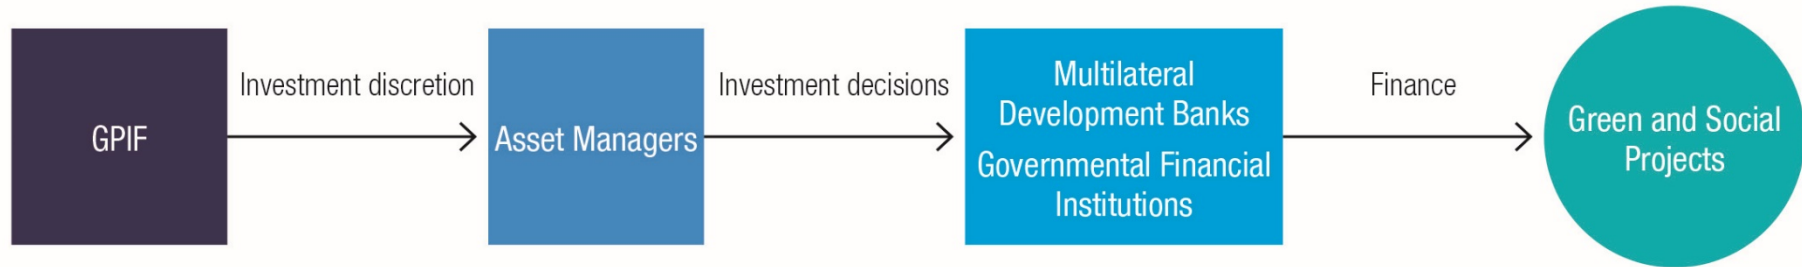 GPIF
Investment discretion
Asset Managers
Investment decisions
Multilateral
Development Banks
Governmental Financial
Institutions
Finance
Green and Social
Projects